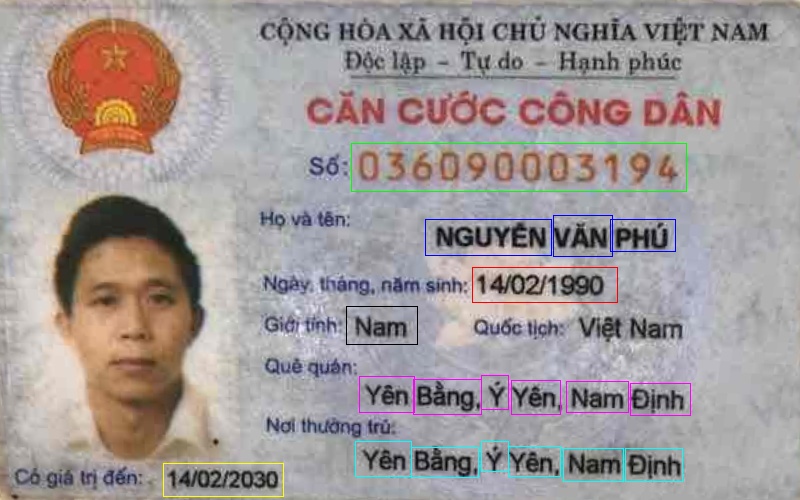 CỘNG HÒA XÃ HỘI CHỦ NGHĨA VIỆT NAM
Độc lập - Tự do - Hạnh phúc
CĂN CƯỚC CÔNG DÂN
Số: 036090003194
Họ và tên:
NGUYỄN VĂN PHÚ
Ngày, tháng, năm sinh: 14/02/1990
Giới tính: Nam Quốc tịch: Việt Nam
Quê quán:
Yên Bằng, Ý Yên, Nam Định
Nơi thường trú:
Yên Bằng, Ý Yên, Nam Định
Có giá trị đến: 14/02/2030